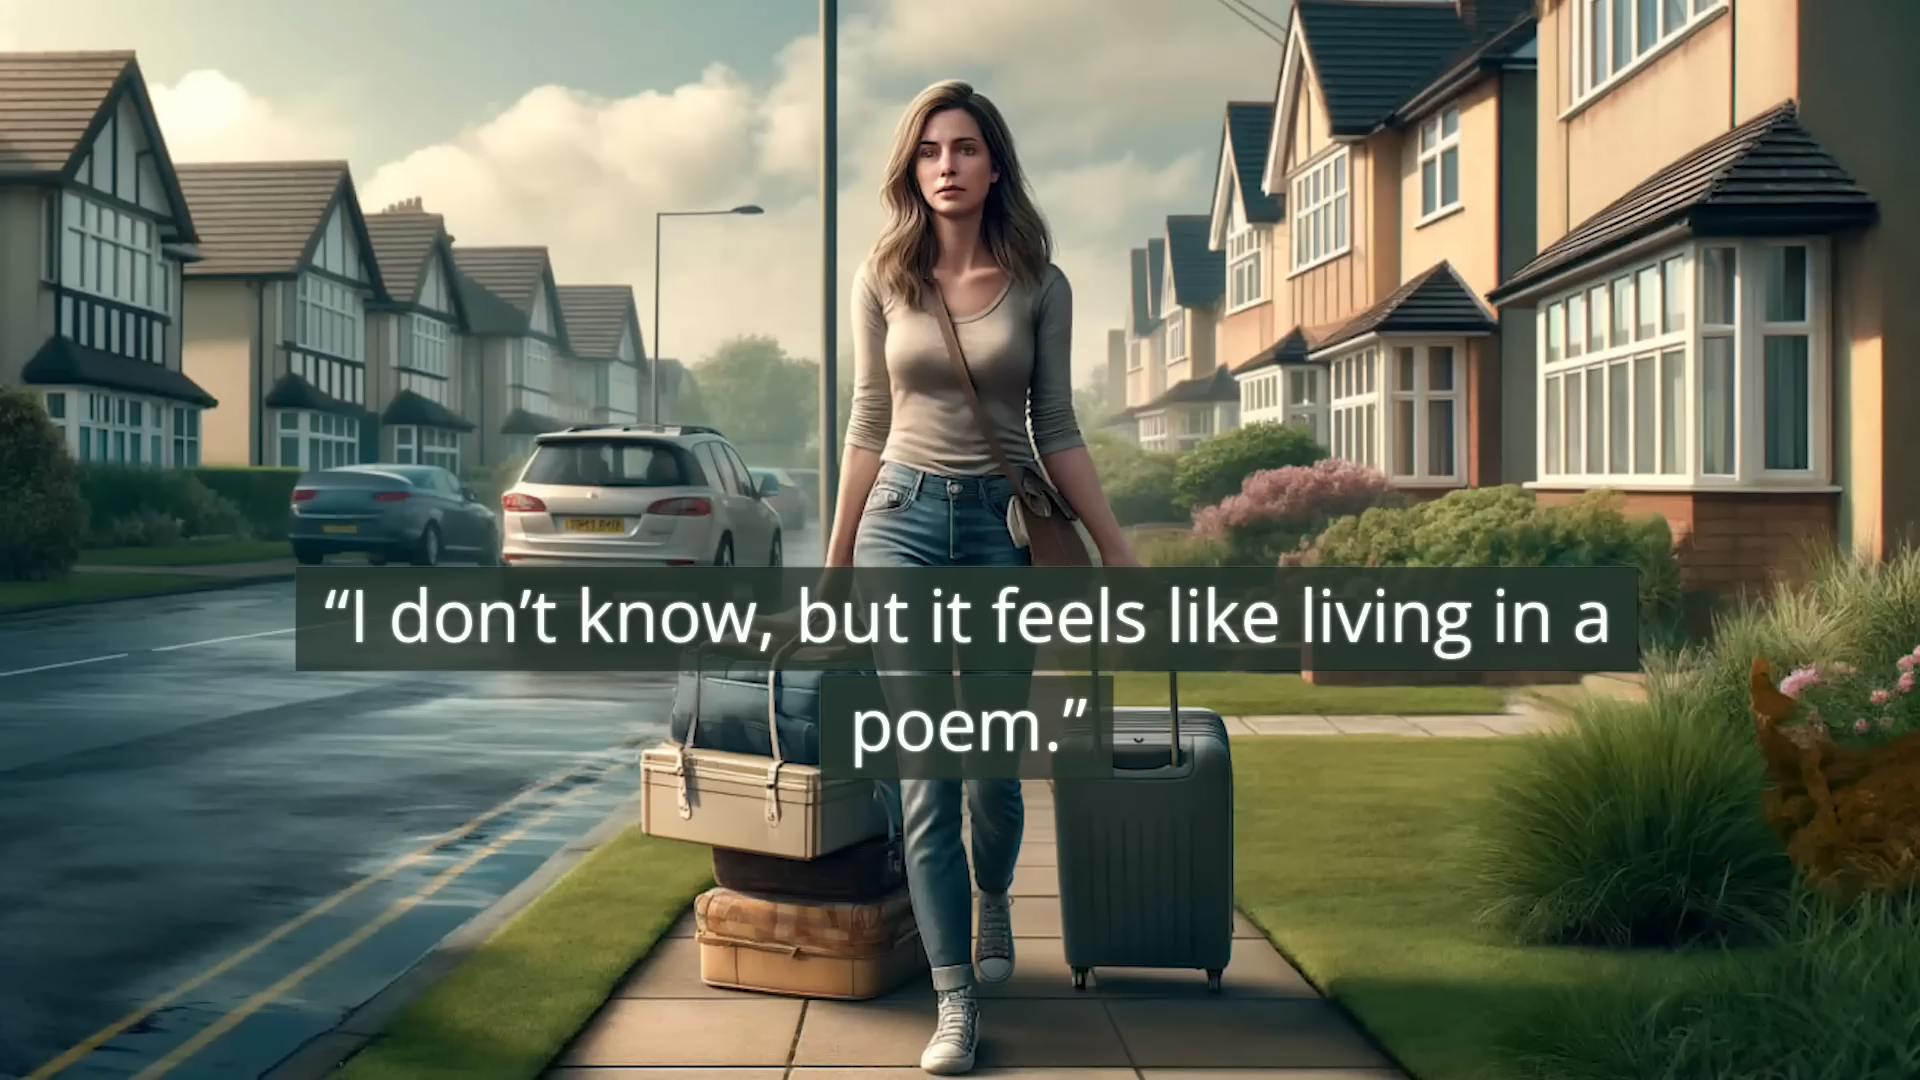 “I don’t know, but it feels like living in a
poem.”